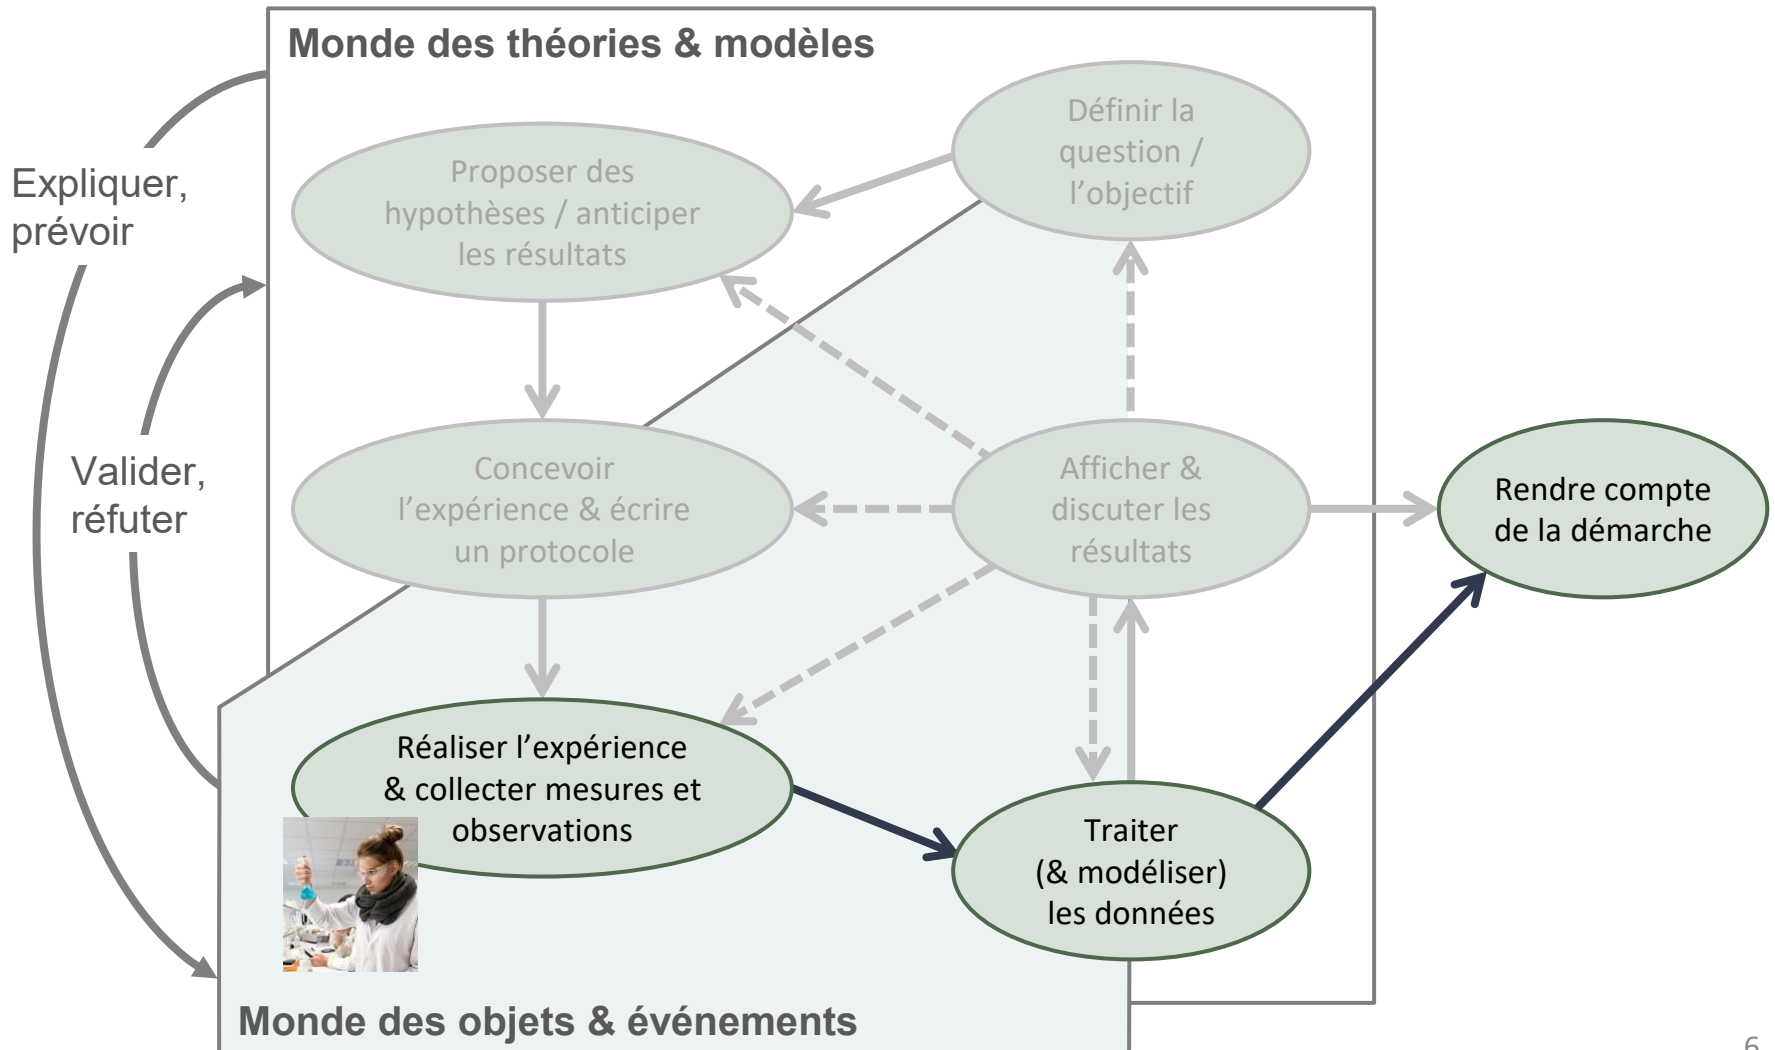 Monde des théories & modèles
Définir la
question /
l’objectif
Proposer des
hypothèses / anticiper
les résultats
Expliquer,
prévoir
Valider,
réfuter
Concevoir
l’expérience & écrire
un protocole
Afficher &
discuter les
résultats
Rendre compte
de la démarche
Réaliser l’expérience
& collecter mesures et
observations
Traiter
(& modéliser)
les données
Monde des objets & événements
6